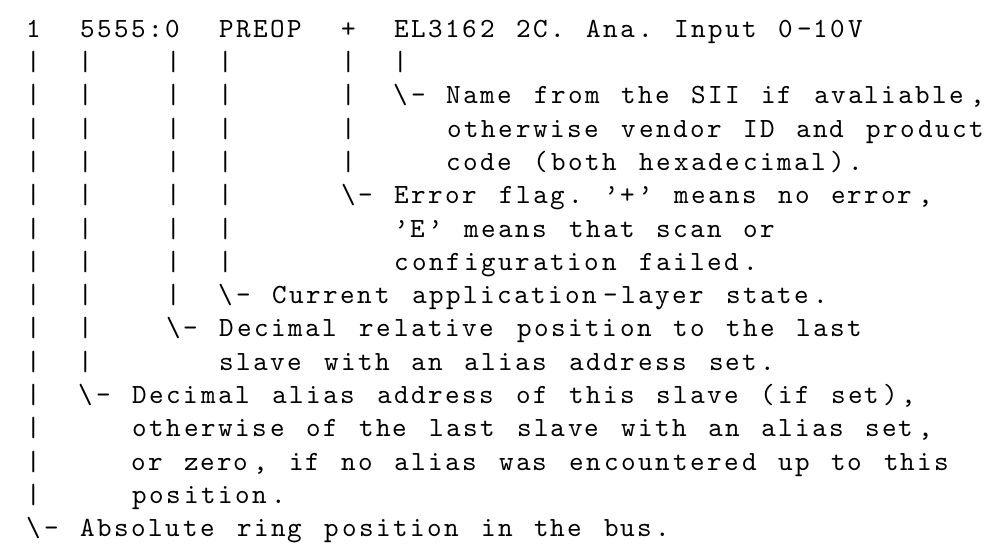 1  5555:0  PREOP  +  EL3162 2C. Ana. Input 0-10V
|  |    |  |      |  |
|  |    |  |      |  \- Name from the SII if avaliable,
|  |    |  |      |     otherwise vendor ID and product
|  |    |  |      |     code (both hexadecimal).
|  |    |  |      \- Error flag. '+' means no error,
|  |    |  |         'E' means that scan or
|  |    |  |         configuration failed.
|  |    |  \- Current application-layer state.
|  |    \- Decimal relative position to the last
|  |       slave with an alias address set.
|  \- Decimal alias address of this slave (if set),
|     otherwise of the last slave with an alias set,
|     or zero, if no alias was encountered up to this
|     position.
\- Absolute ring position in the bus.